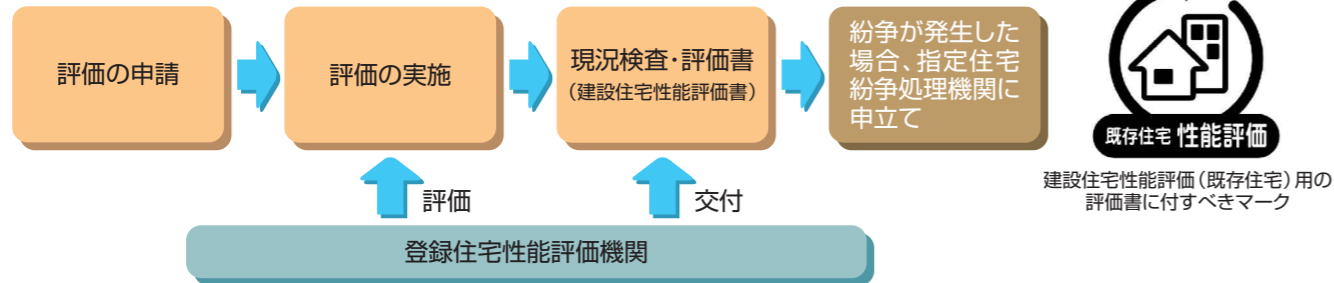 評価の申請
評価の実施
現況検査・評価書
（建設住宅性能評価書）
紛争が発生した
場合、指定住宅
紛争処理機関に
申立て
評価
交付
登録住宅性能評価機関
既存住宅 性能評価
建設住宅性能評価（既存住宅）用の
評価書に付すべきマーク